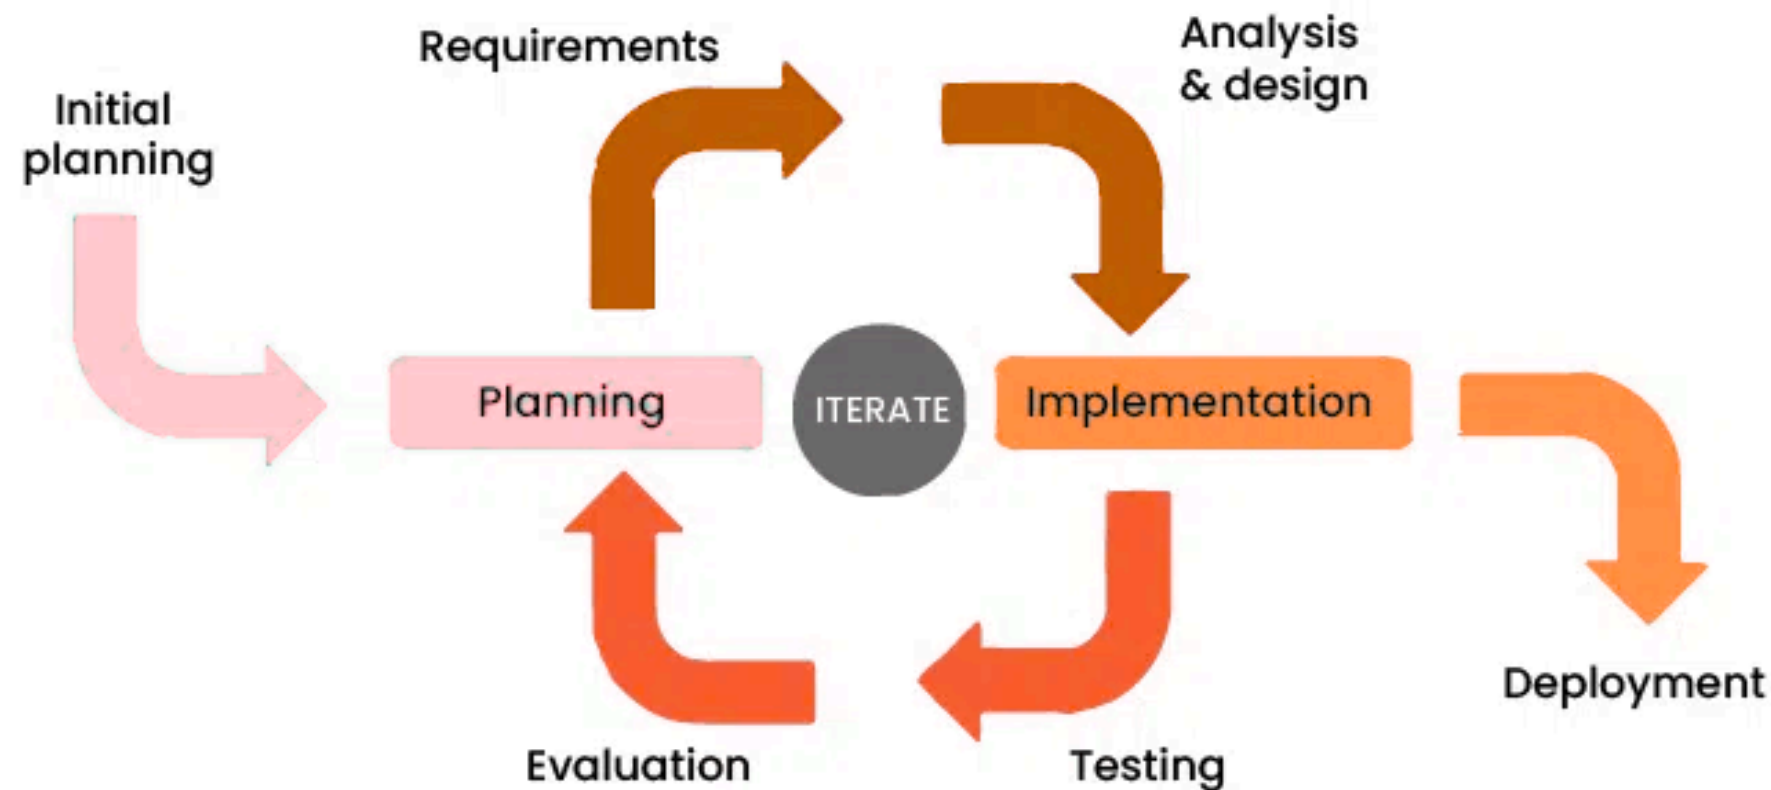 Requirements
Analysis
& design
Initial
planning
Planning
ITERATE
Implementation
Deployment
Evaluation
Testing